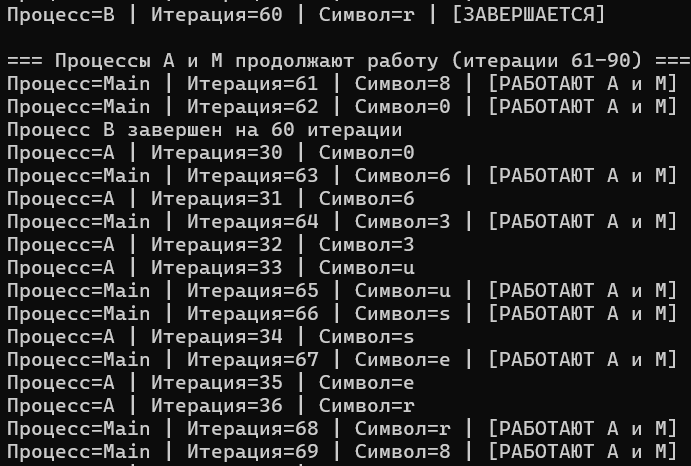 Процесс=B | Итерация=60 | Символ=r | [ЗАВЕРШАЕТСЯ]
=== Процессы A и M продолжают работу (итерации 61-90) ===
Процесс=Main | Итерация=61 | Символ=8 | [РАБОТАЮТ A и M]
Процесс=Main | Итерация=62 | Символ=0 | [РАБОТАЮТ A и M]
Процесс B завершен на 60 итерации
Процесс=A | Итерация=30 | Символ=0
Процесс=Main | Итерация=63 | Символ=6 | [РАБОТАЮТ A и M]
Процесс=A | Итерация=31 | Символ=6
Процесс=Main | Итерация=64 | Символ=3 | [РАБОТАЮТ A и M]
Процесс=A | Итерация=32 | Символ=3
Процесс=A | Итерация=33 | Символ=u
Процесс=Main | Итерация=65 | Символ=u | [РАБОТАЮТ A и M]
Процесс=Main | Итерация=66 | Символ=s | [РАБОТАЮТ A и M]
Процесс=A | Итерация=34 | Символ=s
Процесс=Main | Итерация=67 | Символ=e | [РАБОТАЮТ A и M]
Процесс=A | Итерация=35 | Символ=e
Процесс=A | Итерация=36 | Символ=r
Процесс=Main | Итерация=68 | Символ=r | [РАБОТАЮТ A и M]
Процесс=Main | Итерация=69 | Символ=8 | [РАБОТАЮТ A и M]